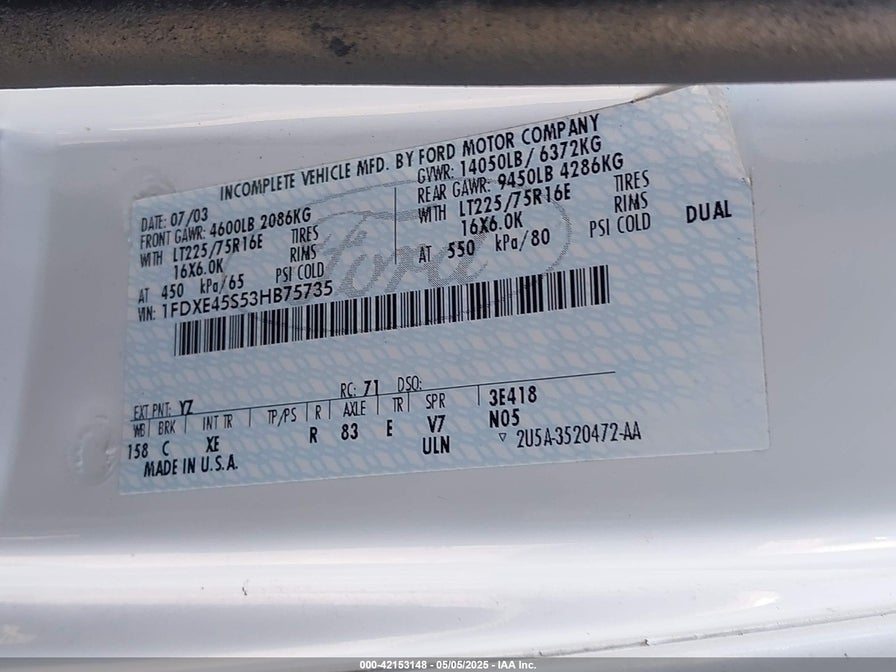 INCOMPLETE VEHICLE MFD. BY FORD MOTOR COMPANY
DATE: 07/03
GVWR: 14050LB / 6372KG
FRONT GAWR: 4600LB 2086KG
REAR GAWR: 9450LB 4286KG
WITH LT225/75R16E TIRES
WITH LT225/75R16E TIRES
16X6.0K RIMS
16X6.0K RIMS
AT 450 kPa/65 PSI COLD
AT 550 kPa/80 PSI COLD
DUAL
VIN: 1FDXE45S53HB75735
Ford
EXT PNT: YZ RC: 71 DSO:
WB BRK INT TR TP/PS R AXLE TR SPR
158 C XE R 83 E V7
ULN
3E418
N05
▽ 2U5A-3520472-AA
MADE IN U.S.A.
000-42153148 - 05/05/2025 - IAA Inc.